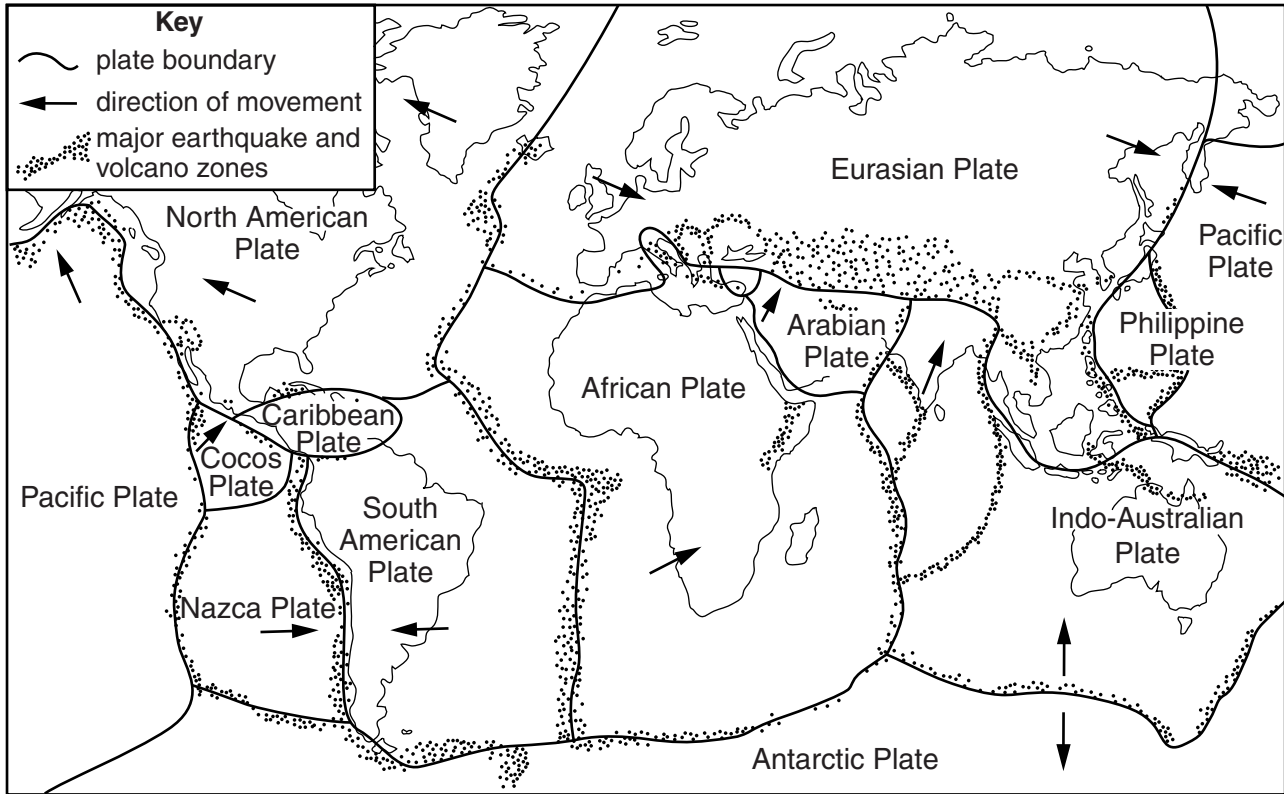 Key
plate boundary
direction of movement
major earthquake and
volcano zones
North American
Plate
Eurasian Plate
Pacific
Plate
Philippine
Plate
Arabian
Plate
African Plate
Caribbean
Plate
Cocos
Plate
Pacific Plate
South
American
Plate
Indo-Australian
Plate
Nazca Plate
Antarctic Plate